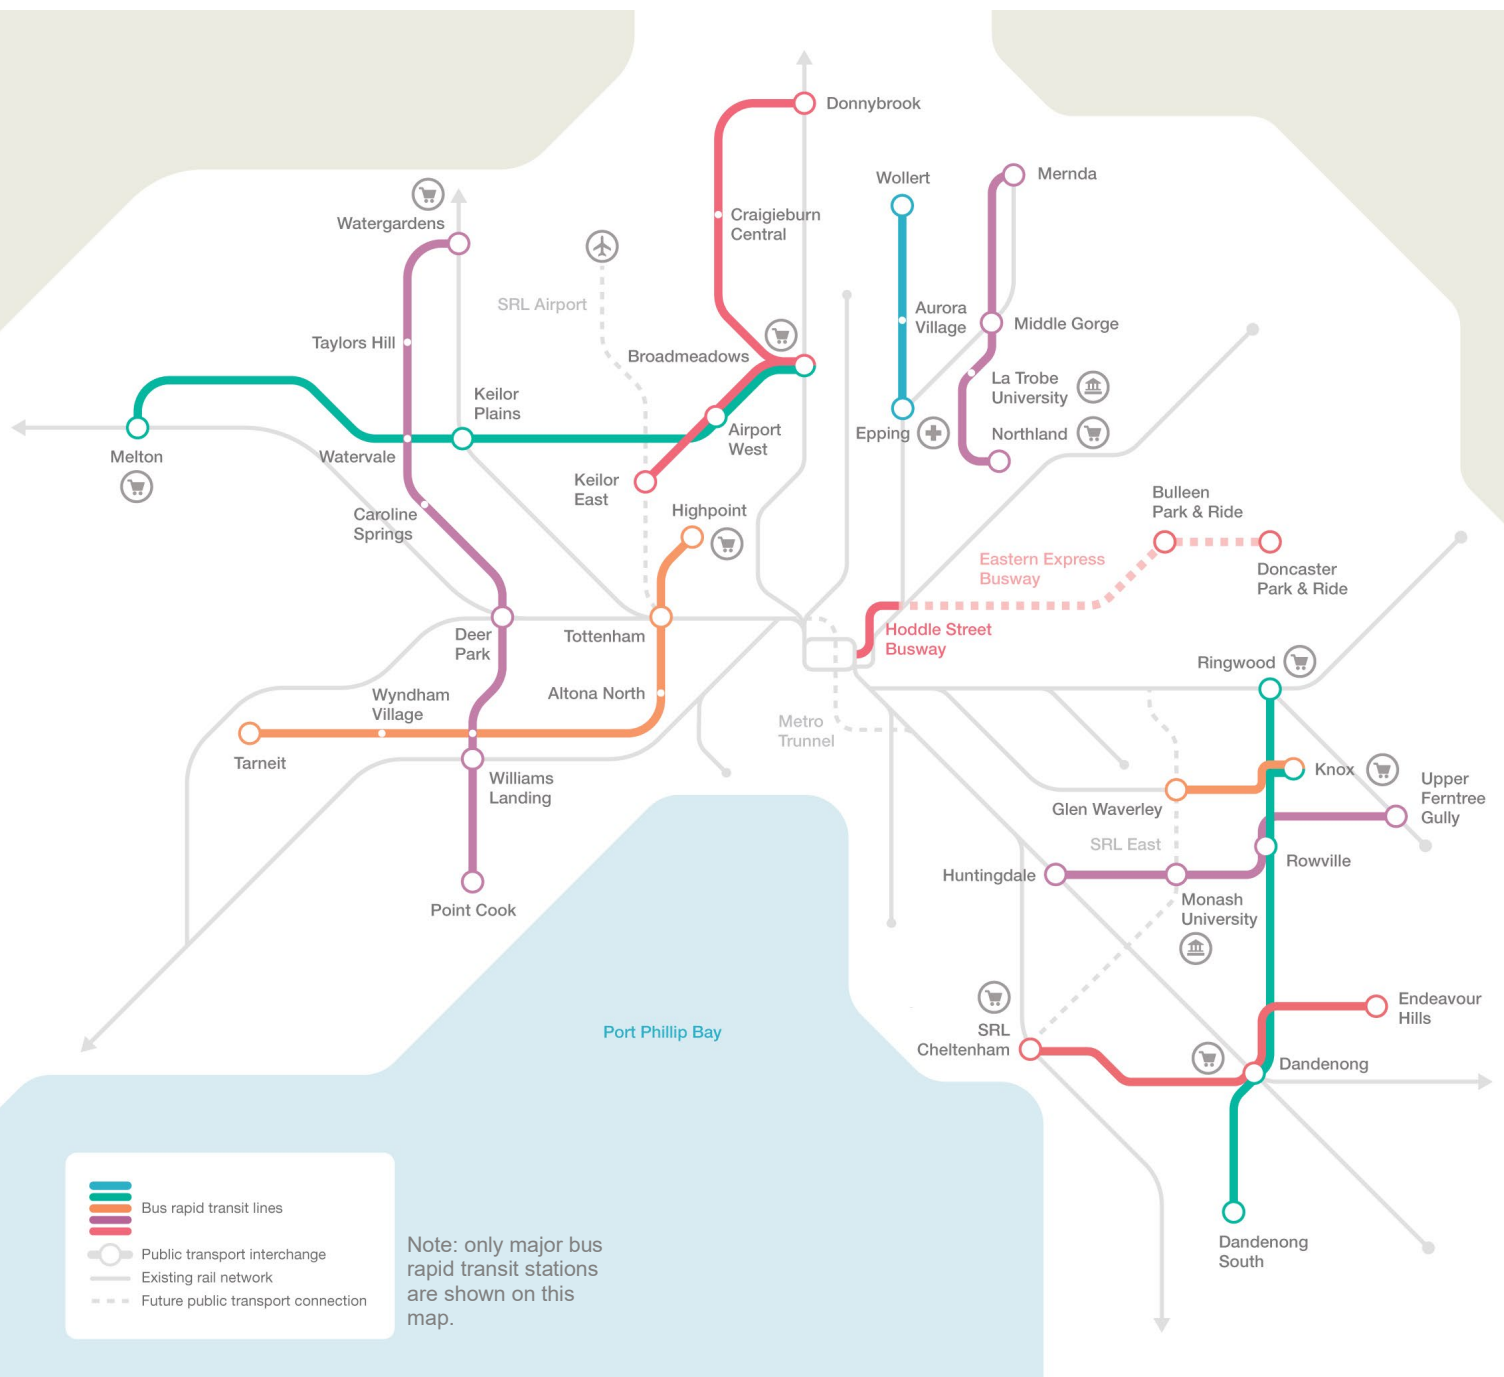 Donnybrook
Wollert
Mernda
Craigieburn
Central
Watergardens
SRL Airport
Aurora
Village
Middle Gorge
Taylors Hill
Broadmeadows
La Trobe
University
Keilor
Plains
Airport
West
Epping
Northland
Melton
Watervale
Keilor
East
Bulleen
Park & Ride
Caroline
Springs
Highpoint
Eastern Express
Busway
Doncaster
Park & Ride
Deer
Park
Tottenham
Hoddle Street
Busway
Ringwood
Wyndham
Village
Altona North
Metro
Trunnel
Tarneit
Williams
Landing
Knox
Upper
Ferntree
Gully
Glen Waverley
SRL East
Rowville
Huntingdale
Monash
University
Point Cook
Endeavour
Hills
SRL
Cheltenham
Port Phillip Bay
Dandenong
Dandenong
South
Bus rapid transit lines
Public transport interchange
Existing rail network
Future public transport connection
Note: only major bus
rapid transit stations
are shown on this
map.